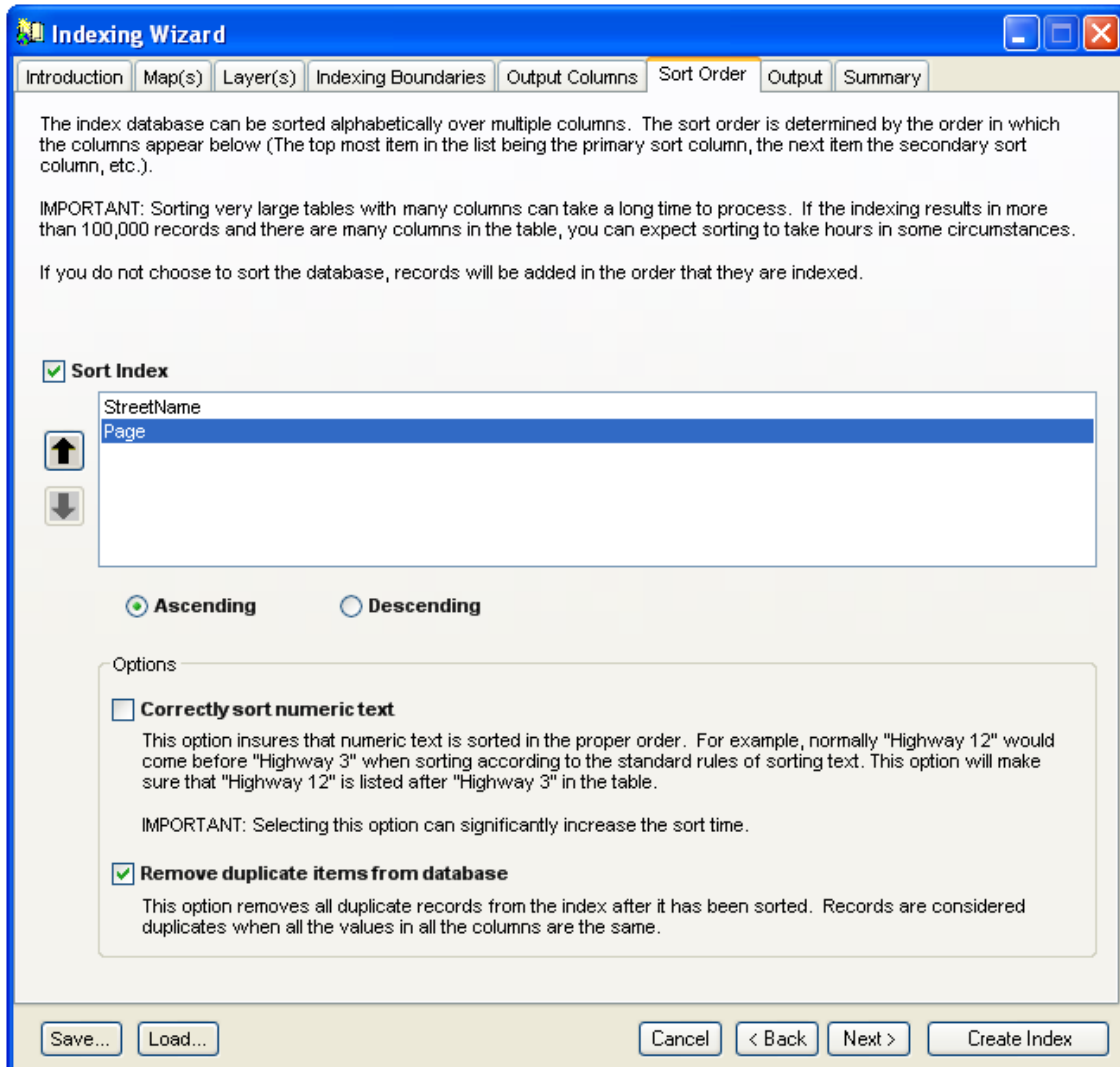 Indexing Wizard
Introduction Map(s) Layer(s) Indexing Boundaries Output Columns Sort Order Output Summary
The index database can be sorted alphabetically over multiple columns. The sort order is determined by the order in which
the columns appear below (The top most item in the list being the primary sort column, the next item the secondary sort
column, etc.).
IMPORTANT: Sorting very large tables with many columns can take a long time to process. If the indexing results in more
than 100,000 records and there are many columns in the table, you can expect sorting to take hours in some circumstances.
If you do not choose to sort the database, records will be added in the order that they are indexed.
Sort Index
StreetName
Page
Ascending Descending
Options
Correctly sort numeric text
This option insures that numeric text is sorted in the proper order. For example, normally "Highway 12" would
come before "Highway 3" when sorting according to the standard rules of sorting text. This option will make
sure that "Highway 12" is listed after "Highway 3" in the table.
IMPORTANT: Selecting this option can significantly increase the sort time.
Remove duplicate items from database
This option removes all duplicate records from the index after it has been sorted. Records are considered
duplicates when all the values in all the columns are the same.
Save... Load... Cancel < Back Next > Create Index